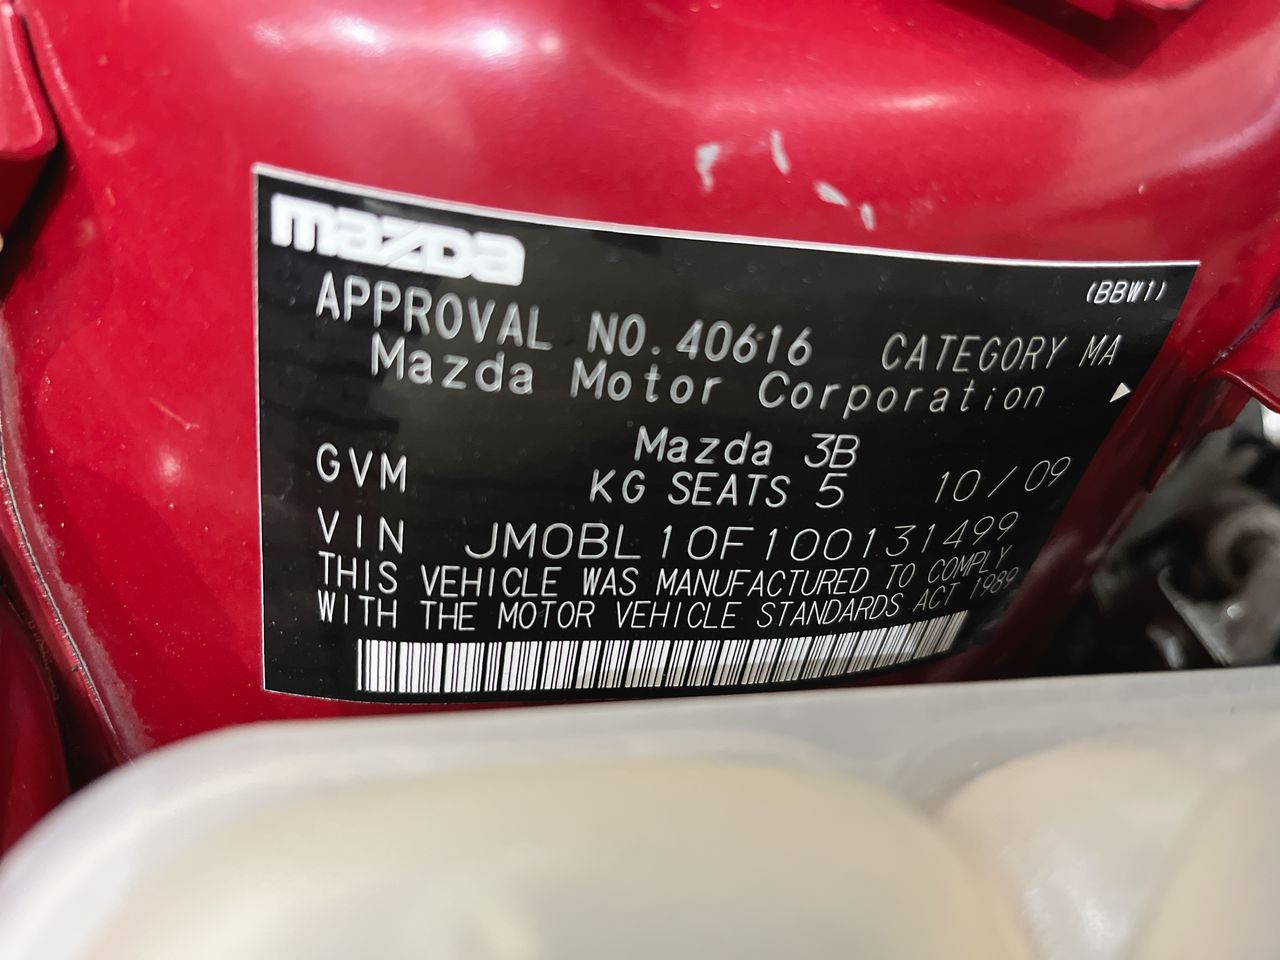 mazda
(BBW1)
APPROVAL NO. 40616 CATEGORY MA
Mazda Motor Corporation
Mazda 3B
GVM KG SEATS 5 10/09
VIN JM0BL10F100131499
THIS VEHICLE WAS MANUFACTURED TO COMPLY
WITH THE MOTOR VEHICLE STANDARDS ACT 1989